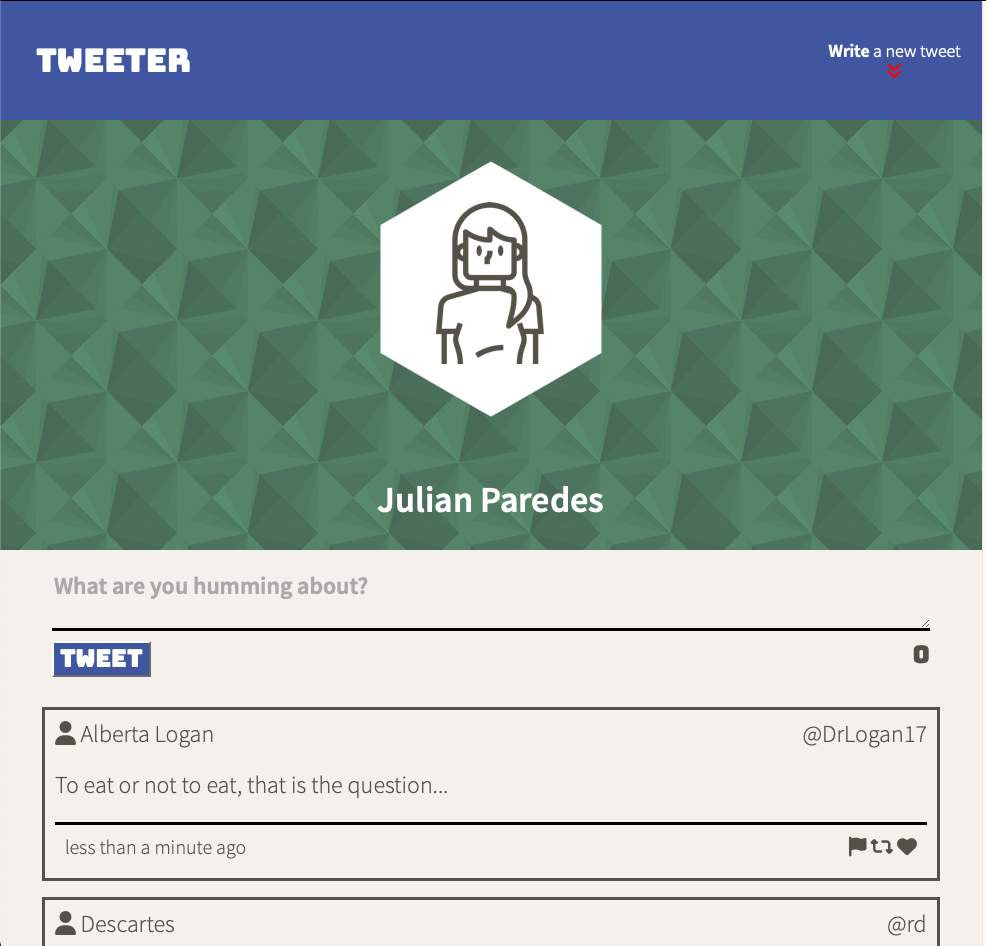 TWEETER
Write a new tweet
Julian Paredes
What are you humming about?
TWEET
0
Alberta Logan @DrLogan17
To eat or not to eat, that is the question...
less than a minute ago
Descartes @rd